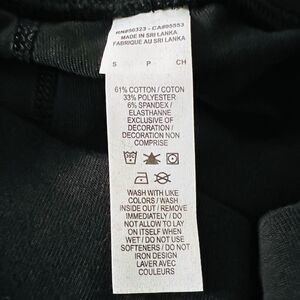 RN#56323 - CA#95553
MADE IN SRI LANKA
FABRIQUE AU SRI LANKA
S P CH
61% COTTON / COTON
33% POLYESTER
6% SPANDEX /
ELASTHANNE
EXCLUSIVE OF
DECORATION /
DECORATION NON
COMPRISE
WASH WITH LIKE
COLORS / WASH
INSIDE OUT / REMOVE
IMMEDIATELY / DO
NOT ALLOW TO LAY
ON ITSELF WHEN
WET / DO NOT USE
SOFTENERS / DO NOT
IRON DESIGN
LAVER AVEC
COULEURS